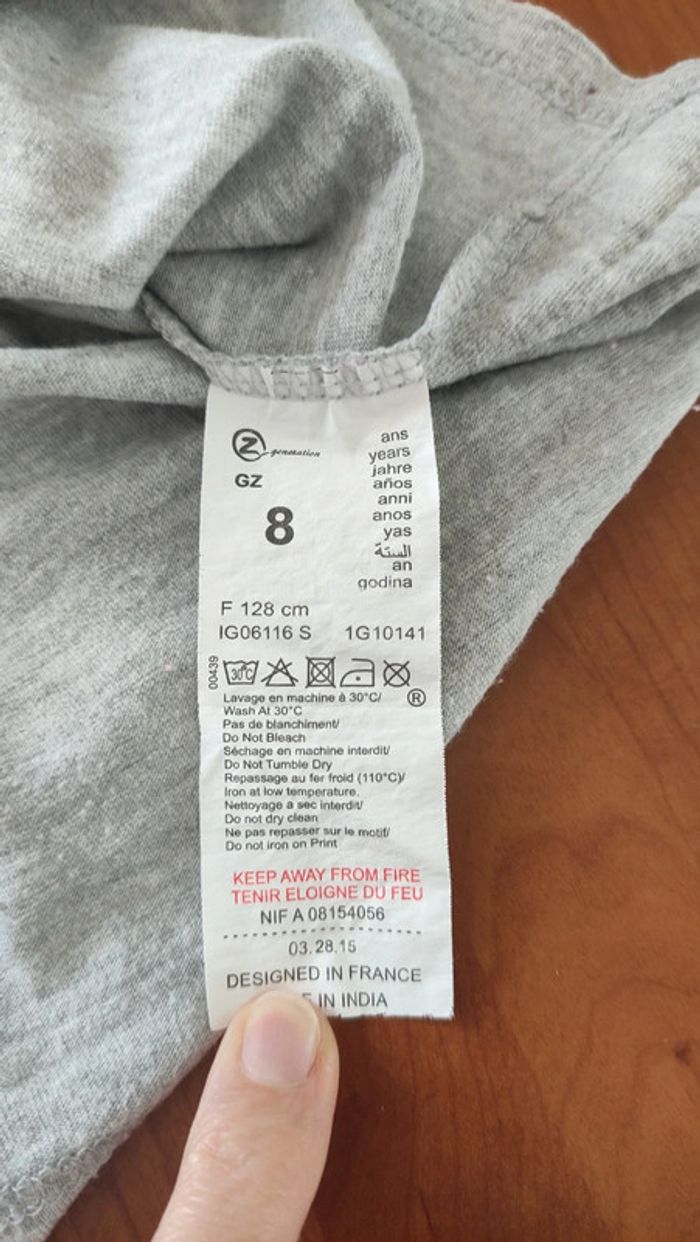 Z generation
GZ
8
ans
years
jahre
años
anni
anos
yas
السنة
an
godina
F 128 cm
IG06116 S 1G10141
00439
30°C
®
Lavage en machine à 30°C/
Wash At 30°C
Pas de blanchiment/
Do Not Bleach
Séchage en machine interdit/
Do Not Tumble Dry
Repassage au fer froid (110°C)/
Iron at low temperature.
Nettoyage a sec interdit/
Do not dry clean
Ne pas repasser sur le motif/
Do not iron on Print
KEEP AWAY FROM FIRE
TENIR ELOIGNE DU FEU
NIF A 08154056
03.28.15
DESIGNED IN FRANCE
IN INDIA